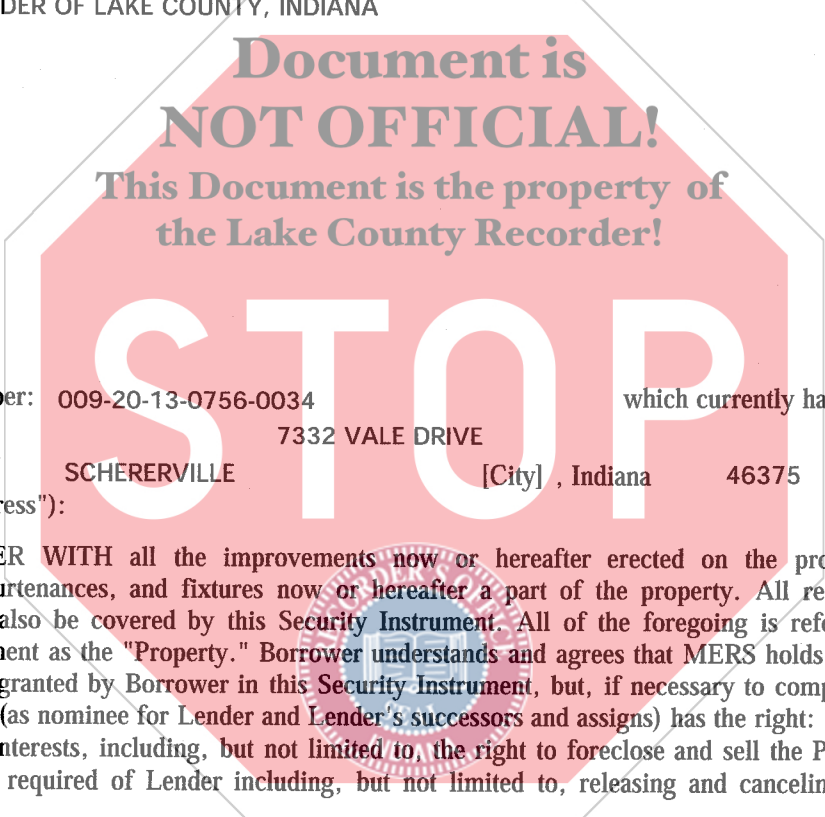 DER OF LAKE COUNTY, INDIANA
Document is
NOT OFFICIAL!
This Document is the property of
the Lake County Recorder!
STOP
ber: 009-20-13-0756-0034 which currently ha
7332 VALE DRIVE
SCHERERVILLE [City] , Indiana 46375
ress"):
ER WITH all the improvements now or hereafter erected on the pro
urtenances, and fixtures now or hereafter a part of the property. All re
also be covered by this Security Instrument. All of the foregoing is refe
ent as the "Property." Borrower understands and agrees that MERS holds
granted by Borrower in this Security Instrument, but, if necessary to comp
(as nominee for Lender and Lender's successors and assigns) has the right:
nterests, including, but not limited to, the right to foreclose and sell the P
required of Lender including, but not limited to, releasing and cancelin